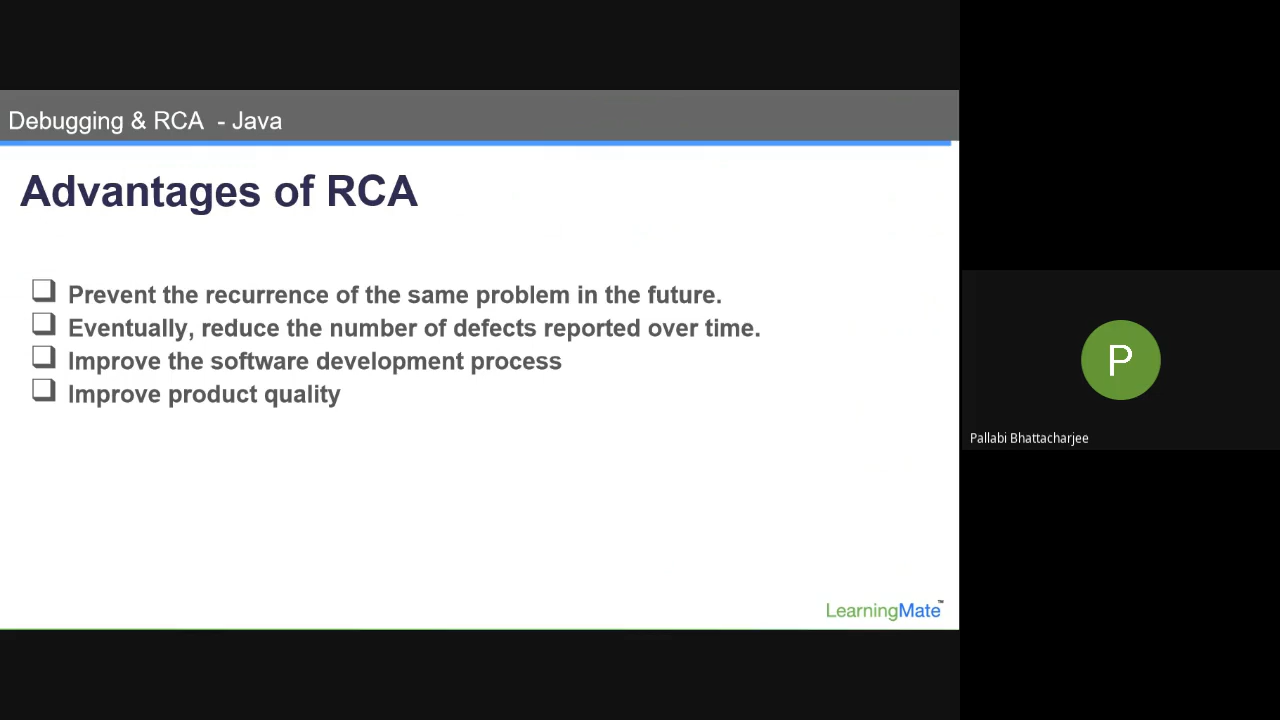 Debugging & RCA - Java
Advantages of RCA
Prevent the recurrence of the same problem in the future.
Eventually, reduce the number of defects reported over time.
Improve the software development process
Improve product quality
LearningMate™
P
Pallabi Bhattacharjee